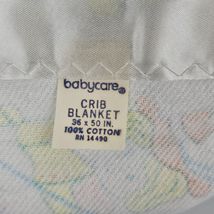 babycare®
CRIB
BLANKET
36 x 50 IN.
100% COTTON
RN 14490